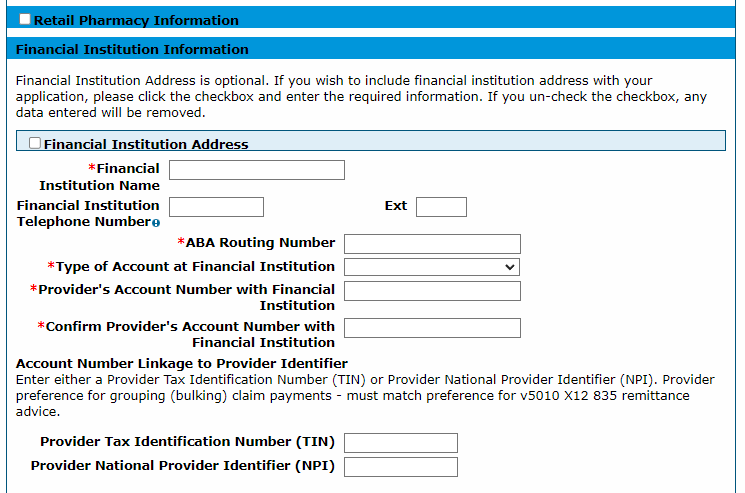 Retail Pharmacy Information
Financial Institution Information
Financial Institution Address is optional. If you wish to include financial institution address with your
application, please click the checkbox and enter the required information. If you un-check the checkbox, any
data entered will be removed.
Financial Institution Address
*Financial
Institution Name
Financial Institution
Telephone Number
Ext
*ABA Routing Number
*Type of Account at Financial Institution
*Provider's Account Number with Financial
Institution
*Confirm Provider's Account Number with
Financial Institution
Account Number Linkage to Provider Identifier
Enter either a Provider Tax Identification Number (TIN) or Provider National Provider Identifier (NPI). Provider
preference for grouping (bulking) claim payments - must match preference for v5010 X12 835 remittance
advice.
Provider Tax Identification Number (TIN)
Provider National Provider Identifier (NPI)